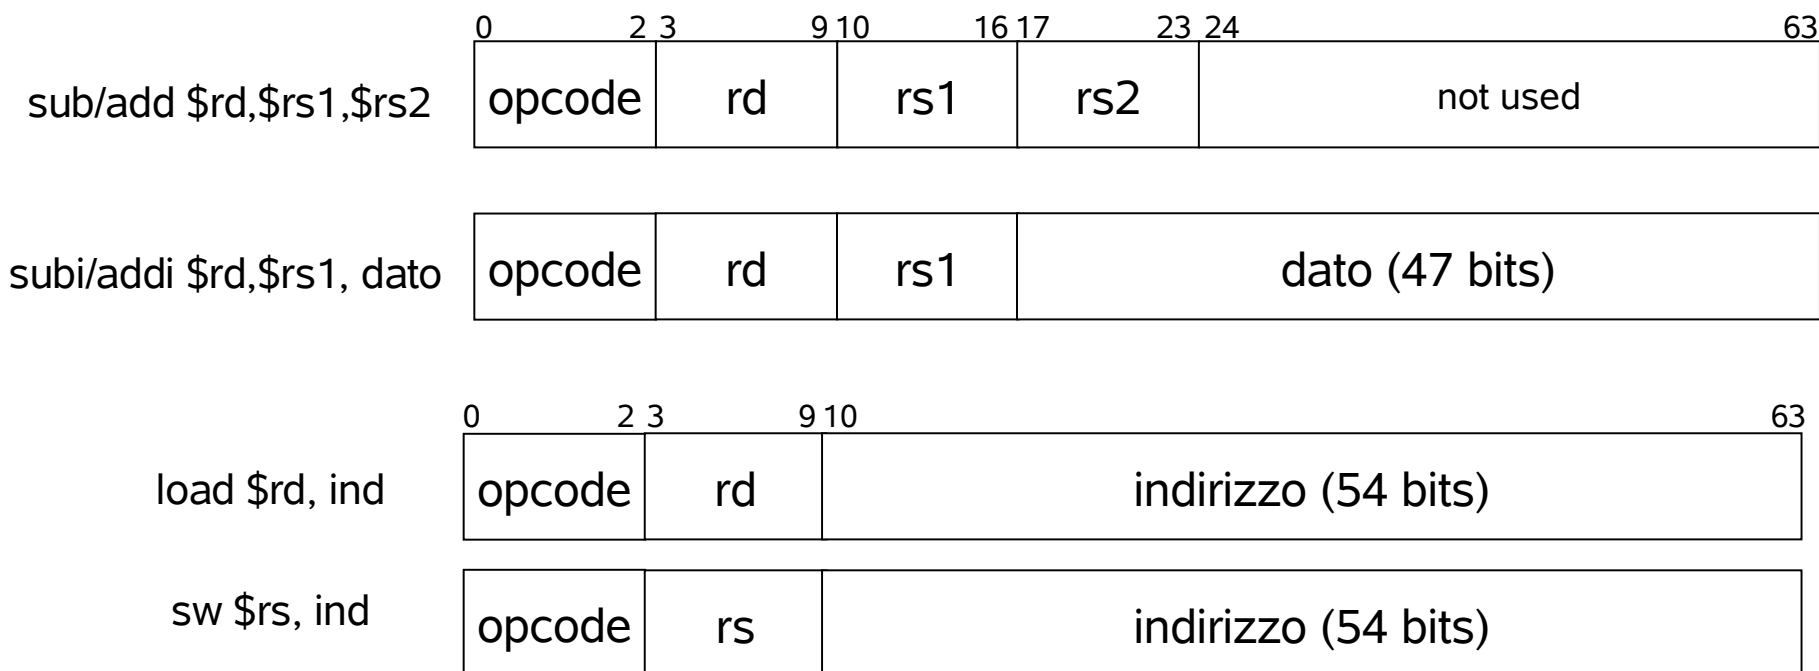 0 2 3 9 10 16 17 23 24 63
sub/add $rd,$rs1,$rs2 opcode rd rs1 rs2 not used
subi/addi $rd,$rs1, dato opcode rd rs1 dato (47 bits)
0 2 3 9 10 63
load $rd, ind opcode rd indirizzo (54 bits)
sw $rs, ind opcode rs indirizzo (54 bits)